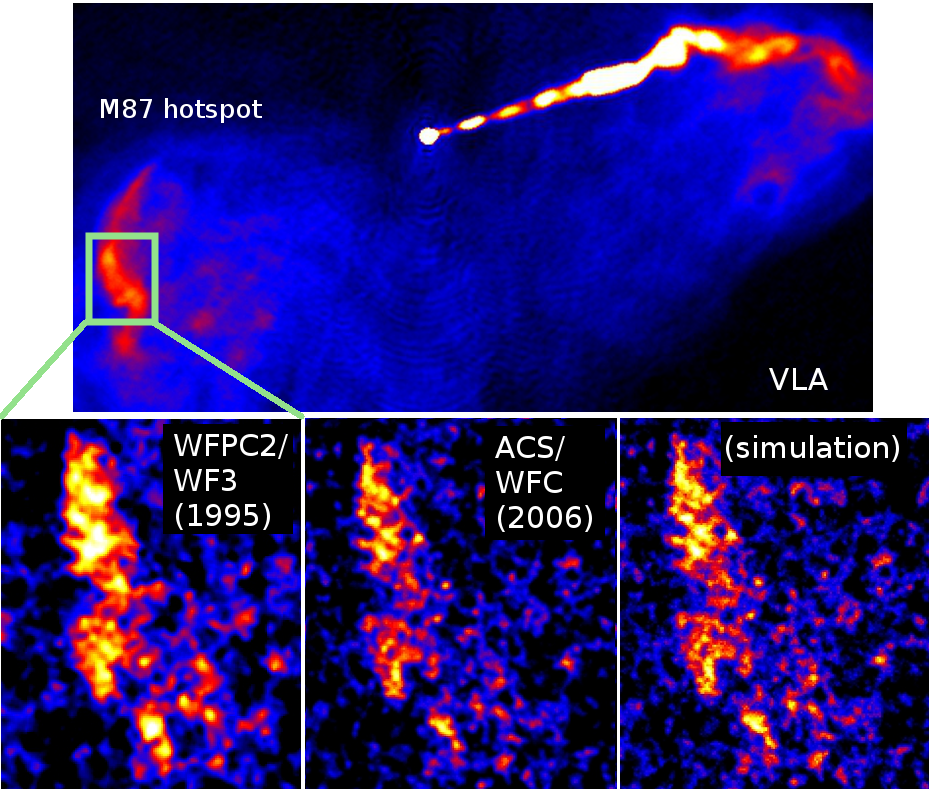 M87 hotspot
VLA
WFPC2/
WF3
(1995)
ACS/
WFC
(2006)
(simulation)